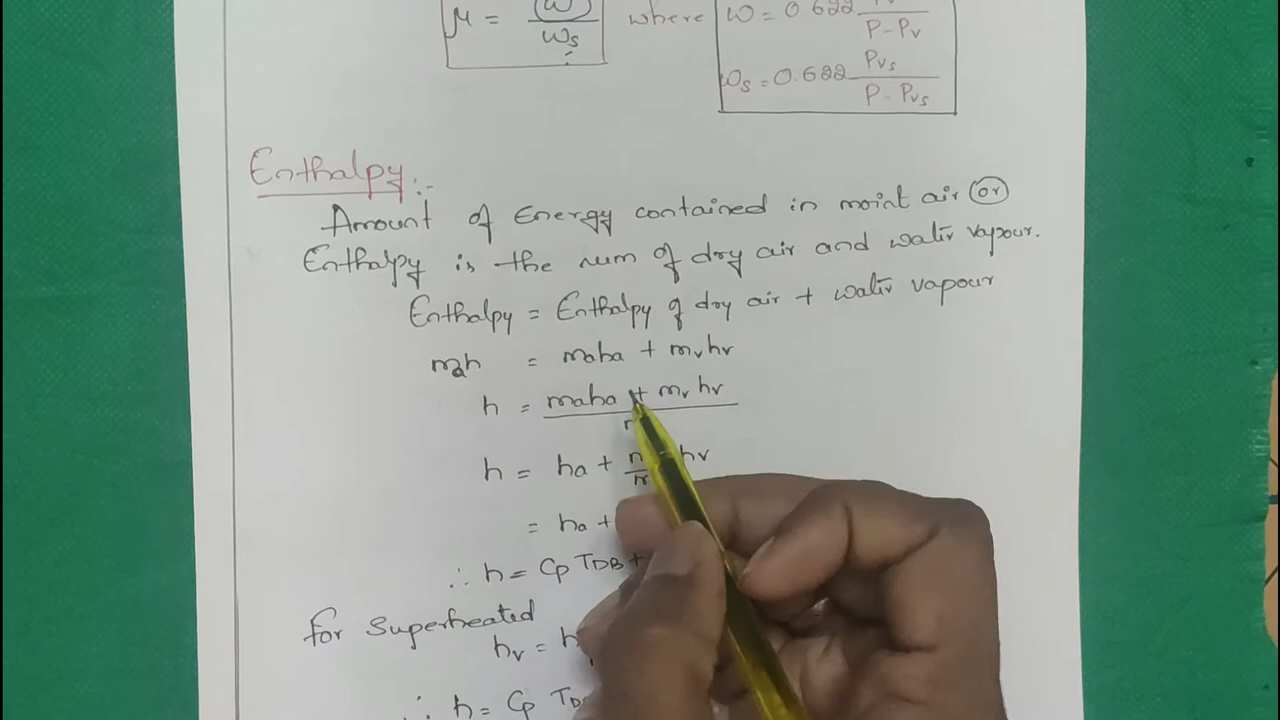 μ = ω / ωs where ω = 0.622 / P - Pv
ωs = 0.622 Pvs / P - Pvs
Enthalpy :-
Amount of Energy contained in moist air (or)
Enthalpy is the sum of dry air and water vapour.
Enthalpy = Enthalpy of dry air + water vapour
mah = maha + mvhv
h = maha + mvhv
h = ha + hv
= ha +
∴ h = Cp TDB +
for Superheated
hv = h
∴ h = Cp